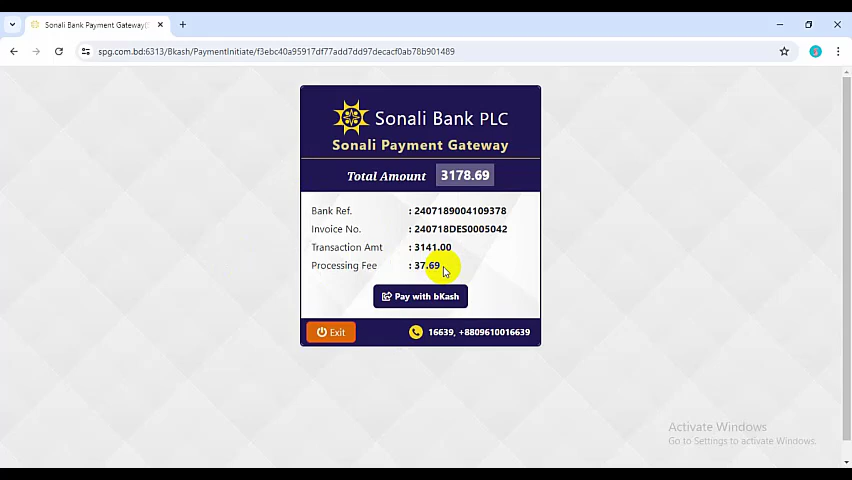 Sonali Bank Payment Gateway(S
spg.com.bd:6313/Bkash/PaymentInitiate/f3ebc40a95917df77add7dd97decacf0ab78b901489
Sonali Bank PLC
Sonali Payment Gateway
Total Amount 3178.69
Bank Ref. : 2407189004109378
Invoice No. : 240718DES0005042
Transaction Amt : 3141.00
Processing Fee : 37.69
Pay with bKash
Exit 16639, +8809610016639
Activate Windows
Go to Settings to activate Windows.